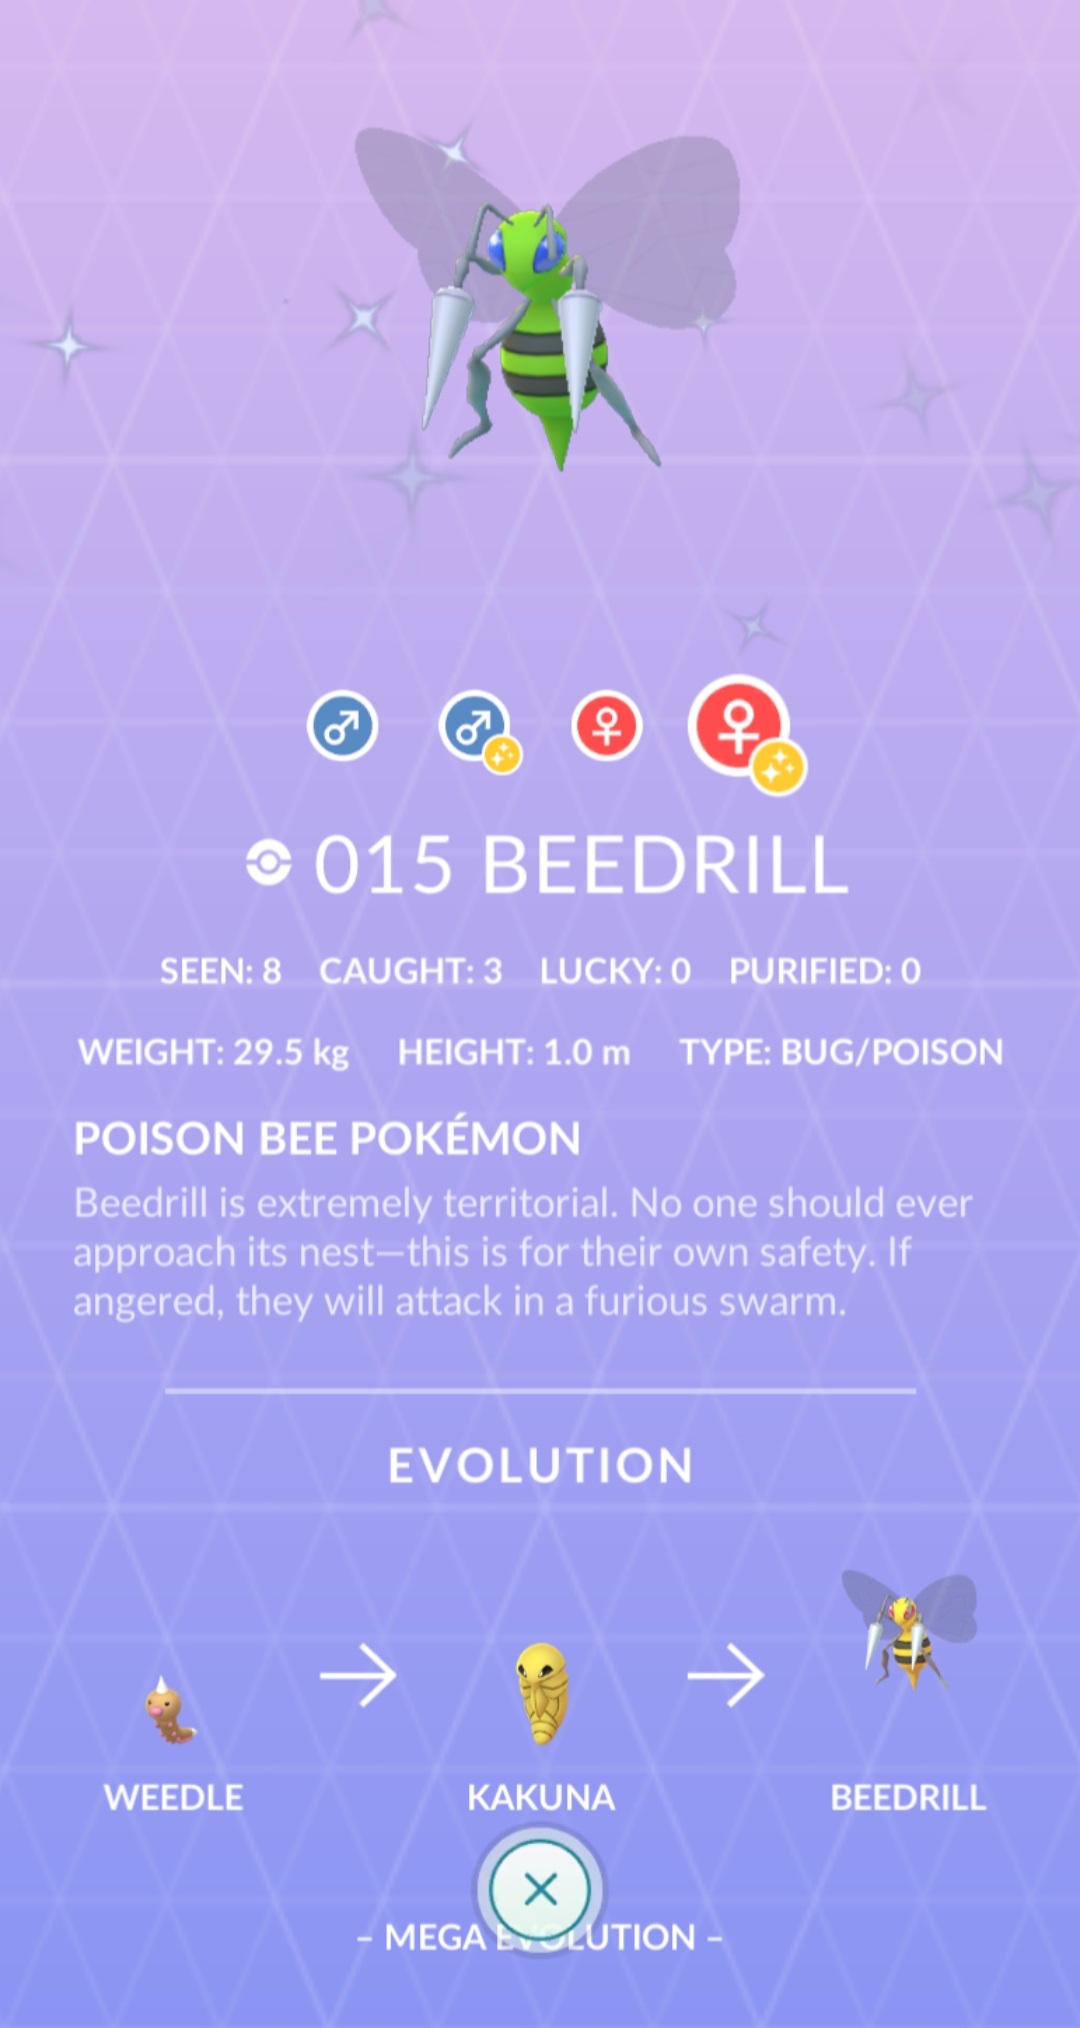 015 BEEDRILL
SEEN: 8 CAUGHT: 3 LUCKY: 0 PURIFIED: 0
WEIGHT: 29.5 kg HEIGHT: 1.0 m TYPE: BUG/POISON
POISON BEE POKÉMON
Beedrill is extremely territorial. No one should ever
approach its nest—this is for their own safety. If
angered, they will attack in a furious swarm.
EVOLUTION
WEEDLE KAKUNA BEEDRILL
– MEGA EVOLUTION –